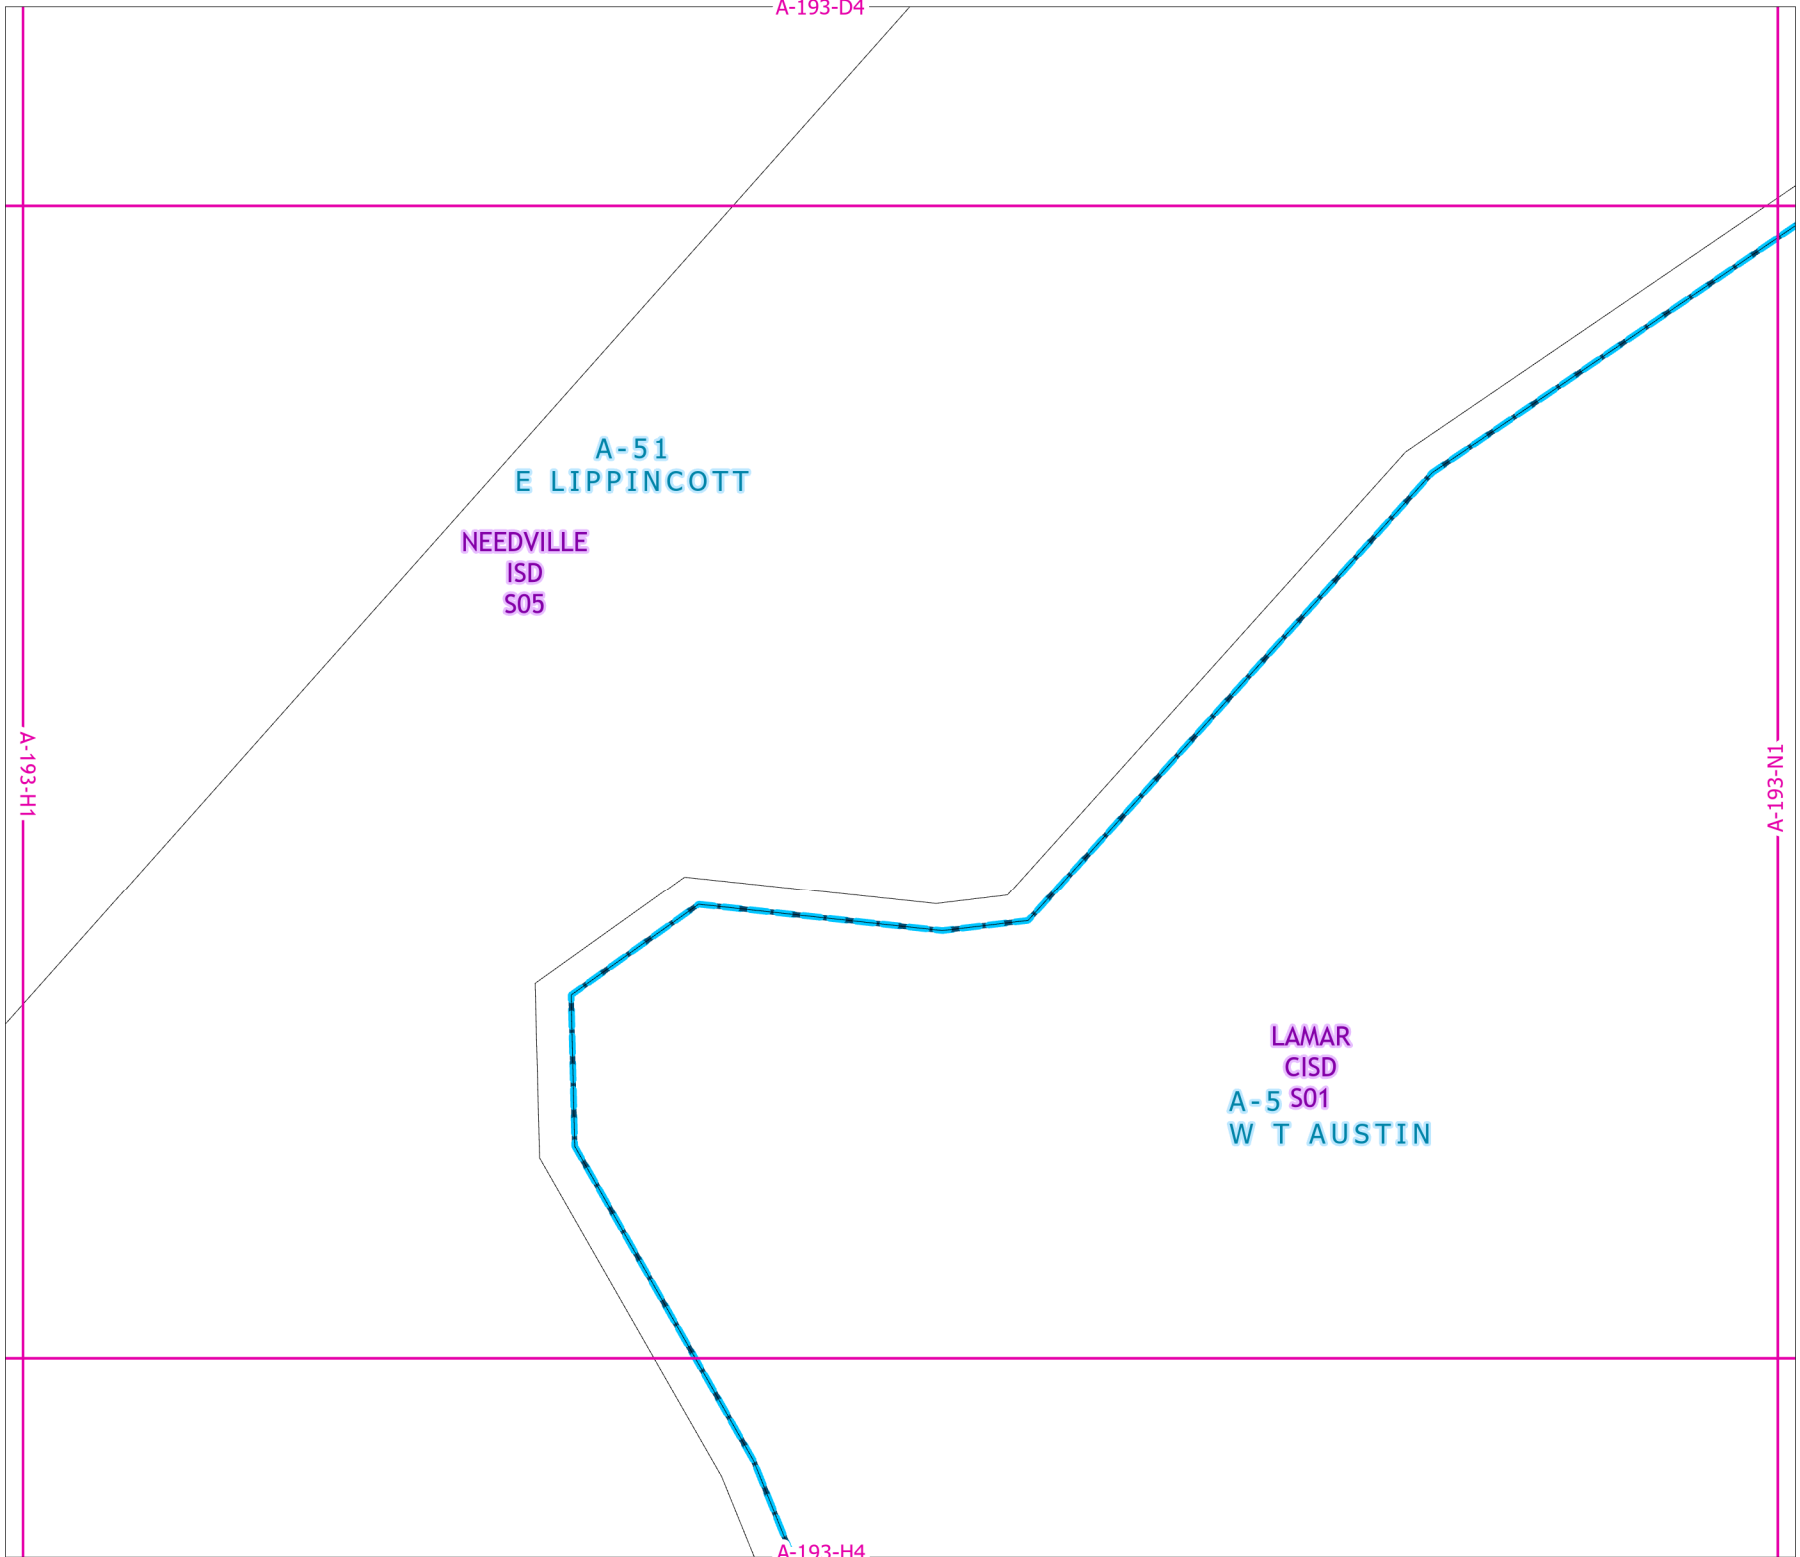 A-193-D4
A-51
E LIPPINCOTT
NEEDVILLE
ISD
S05
A-193-H1
A-193-N1
LAMAR
CISD
S01
A-5
W T AUSTIN
A-193-H4